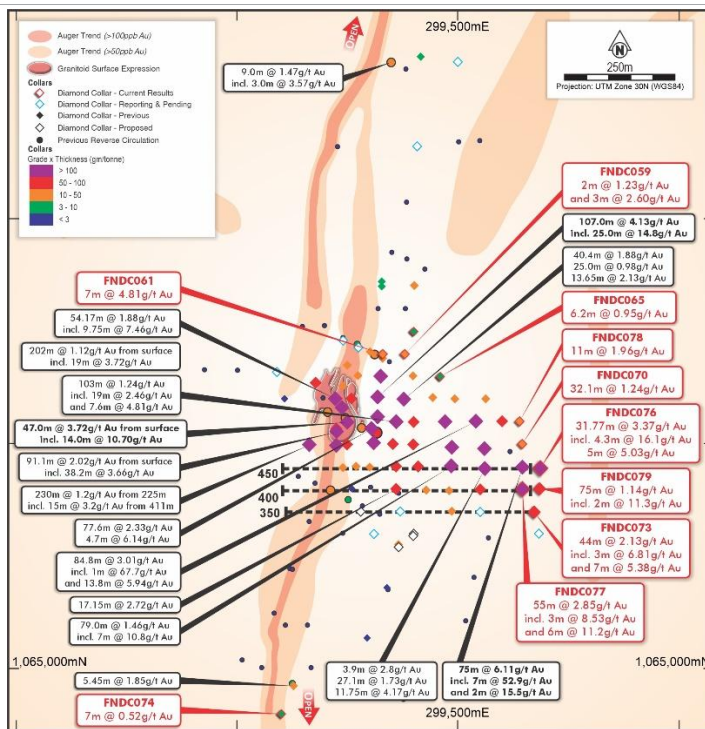 299,500mE
OPEN
Auger Trend (>100ppb Au)
Auger Trend (>50ppb Au)
Granitoid Surface Expression
Collars
Diamond Collar - Current Results
Diamond Collar - Reporting & Pending
Diamond Collar - Previous
Diamond Collar - Proposed
Previous Reverse Circulation
Collars
Grade x Thickness (gm/tonne)
> 100
50 - 100
10 - 50
3 - 10
< 3
9.0m @ 1.47g/t Au
incl. 3.0m @ 3.57g/t Au
N
250m
Projection: UTM Zone 30N (WGS84)
FNDC059
2m @ 1.23g/t Au
and 3m @ 2.60g/t Au
107.0m @ 4.13g/t Au
incl. 25.0m @ 14.8g/t Au
40.4m @ 1.88g/t Au
25.0m @ 0.98g/t Au
13.65m @ 2.13g/t Au
FNDC065
6.2m @ 0.95g/t Au
FNDC078
11m @ 1.96g/t Au
FNDC070
32.1m @ 1.24g/t Au
FNDC076
31.77m @ 3.37g/t Au
incl. 4.3m @ 16.1g/t Au
5m @ 5.03g/t Au
FNDC079
75m @ 1.14g/t Au
incl. 2m @ 11.3g/t Au
FNDC073
44m @ 2.13g/t Au
incl. 3m @ 6.81g/t Au
and 7m @ 5.38g/t Au
FNDC077
55m @ 2.85g/t Au
incl. 3m @ 8.53g/t Au
and 6m @ 11.2g/t Au
FNDC061
7m @ 4.81g/t Au
54.17m @ 1.88g/t Au
incl. 9.75m @ 7.46g/t Au
202m @ 1.12g/t Au from surface
incl. 19m @ 3.72g/t Au
103m @ 1.24g/t Au
incl. 19m @ 2.46g/t Au
and 7.6m @ 4.81g/t Au
47.0m @ 3.72g/t Au from surface
incl. 14.0m @ 10.70g/t Au
91.1m @ 2.02g/t Au from surface
incl. 38.2m @ 3.66g/t Au
230m @ 1.2g/t Au from 225m
incl. 15m @ 3.2g/t Au from 411m
77.6m @ 2.33g/t Au
4.7m @ 6.14g/t Au
84.8m @ 3.01g/t Au
incl. 1m @ 67.7g/t Au
and 13.8m @ 5.94g/t Au
17.15m @ 2.72g/t Au
79.0m @ 1.46g/t Au
incl. 7m @ 10.8g/t Au
450
400
350
3.9m @ 2.8g/t Au
27.1m @ 1.73g/t Au
11.75m @ 4.17g/t Au
75m @ 6.11g/t Au
incl. 7m @ 52.9g/t Au
and 2m @ 15.5g/t Au
1,065,000mN
1,065,000mN
5.45m @ 1.85g/t Au
FNDC074
7m @ 0.52g/t Au
OPEN
299,500mE